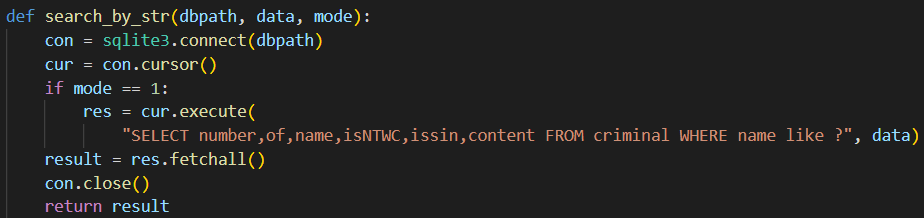 def search_by_str(dbpath, data, mode):
    con = sqlite3.connect(dbpath)
    cur = con.cursor()
    if mode == 1:
        res = cur.execute(
            "SELECT number,of,name,isNTWC,issin,content FROM criminal WHERE name like ?", data)
    result = res.fetchall()
    con.close()
    return result